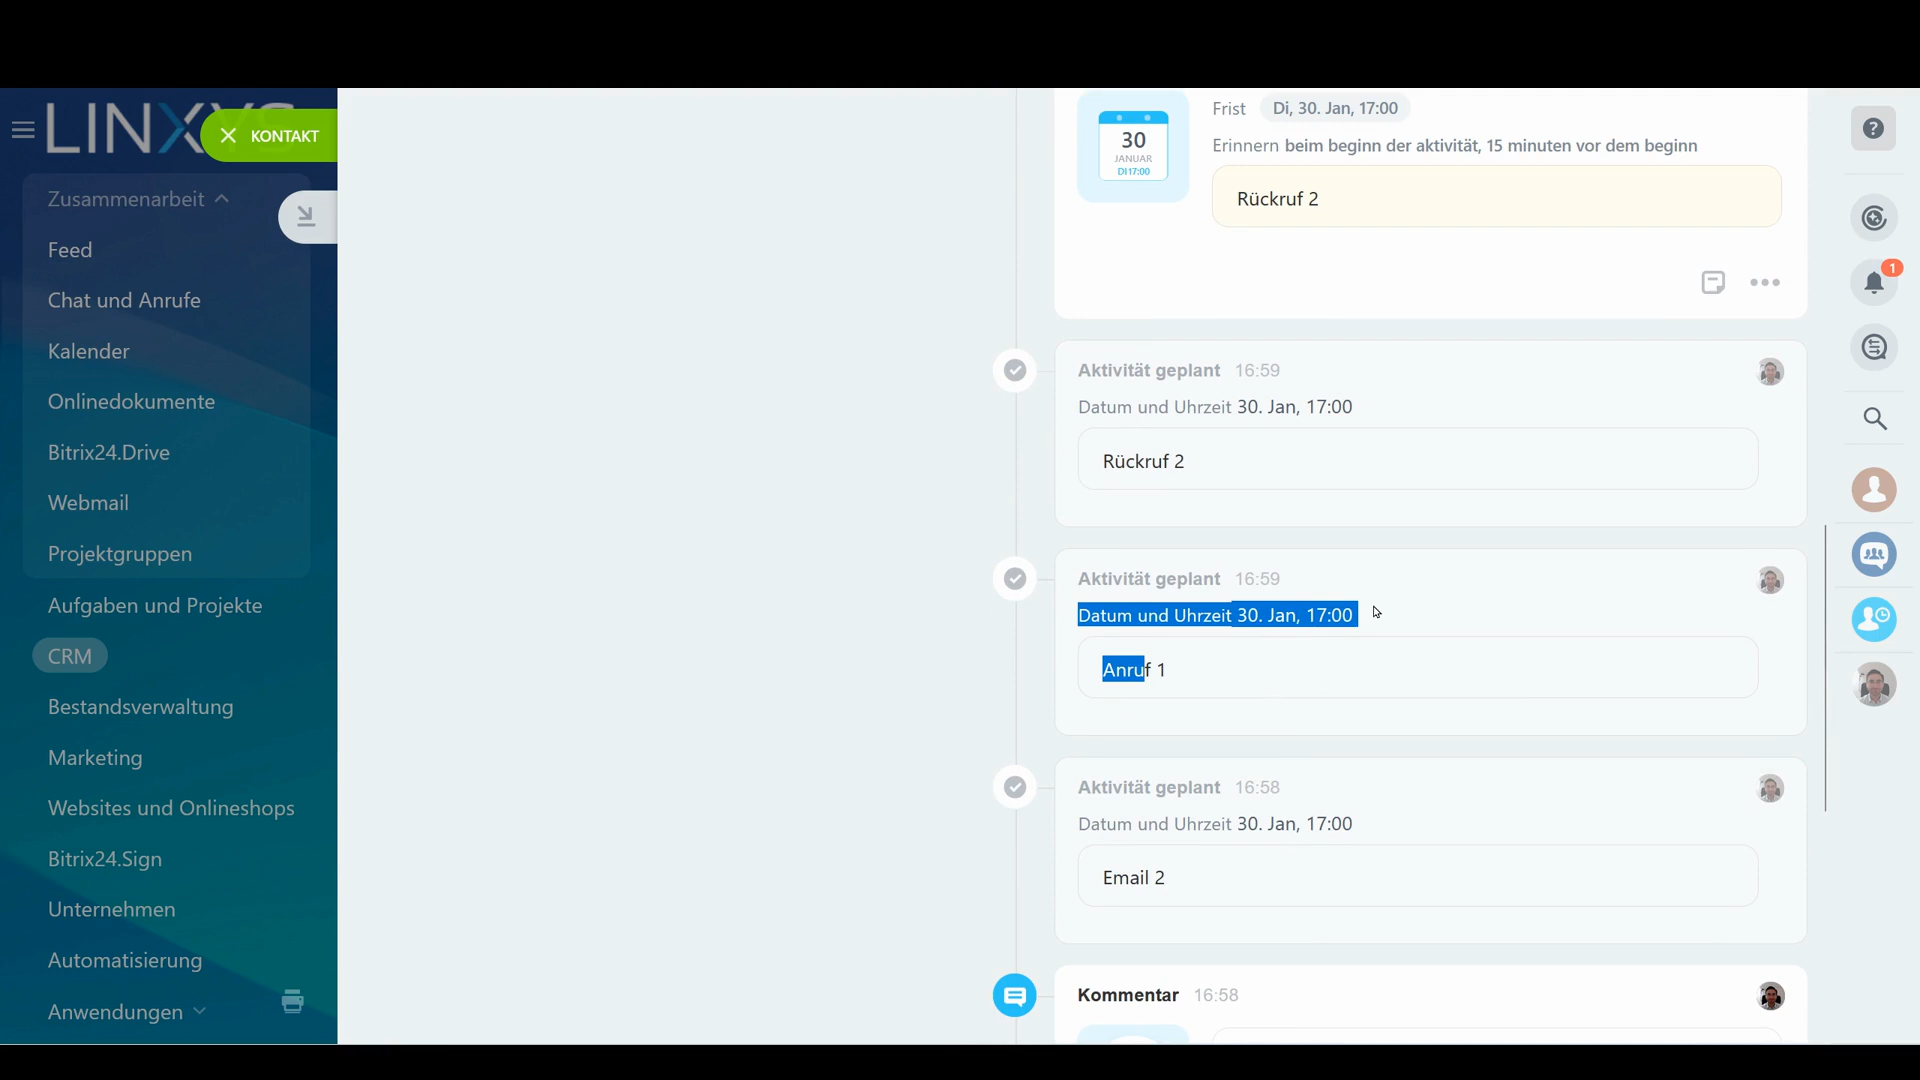 LINXYS
KONTAKT
Zusammenarbeit
Feed
Chat und Anrufe
Kalender
Onlinedokumente
Bitrix24.Drive
Webmail
Projektgruppen
Aufgaben und Projekte
CRM
Bestandsverwaltung
Marketing
Websites und Onlineshops
Bitrix24.Sign
Unternehmen
Automatisierung
Anwendungen
30
JANUAR
DI 17:00
Frist Di, 30. Jan, 17:00
Erinnern beim beginn der aktivität, 15 minuten vor dem beginn
Rückruf 2
Aktivität geplant 16:59
Datum und Uhrzeit 30. Jan, 17:00
Rückruf 2
Aktivität geplant 16:59
Datum und Uhrzeit 30. Jan, 17:00
Anruf 1
Aktivität geplant 16:58
Datum und Uhrzeit 30. Jan, 17:00
Email 2
Kommentar 16:58
?
1